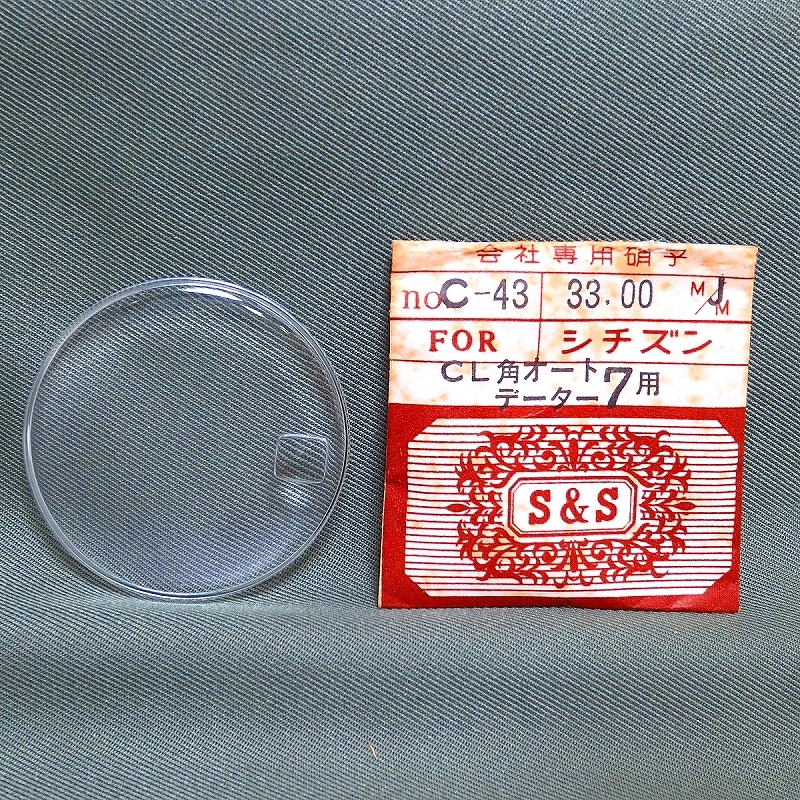 会社専用硝子
no. C-43 33.00 M/M J
FOR シチズン
CL角オート
データー7用
S&S